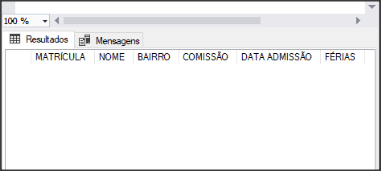 100 %
Resultados Mensagens
MATRÍCULA NOME BAIRRO COMISSÃO DATA ADMISSÃO FÉRIAS